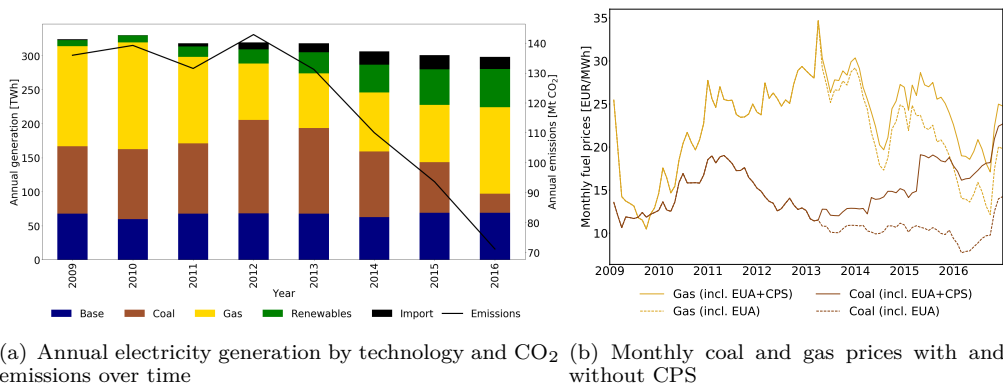 Annual generation [TWh]
300
250
200
150
100
50
0
140
130
120
110
100
90
80
70
Annual emissions [Mt CO2]
2009 2010 2011 2012 2013 2014 2015 2016
Year
Base Coal Gas Renewables Import Emissions
(a) Annual electricity generation by technology and CO2
emissions over time
Monthly fuel prices [EUR/MWh]
35
30
25
20
15
10
2009 2010 2011 2012 2013 2014 2015 2016
Gas (incl. EUA+CPS) Coal (incl. EUA+CPS)
Gas (incl. EUA) Coal (incl. EUA)
(b) Monthly coal and gas prices with and
without CPS